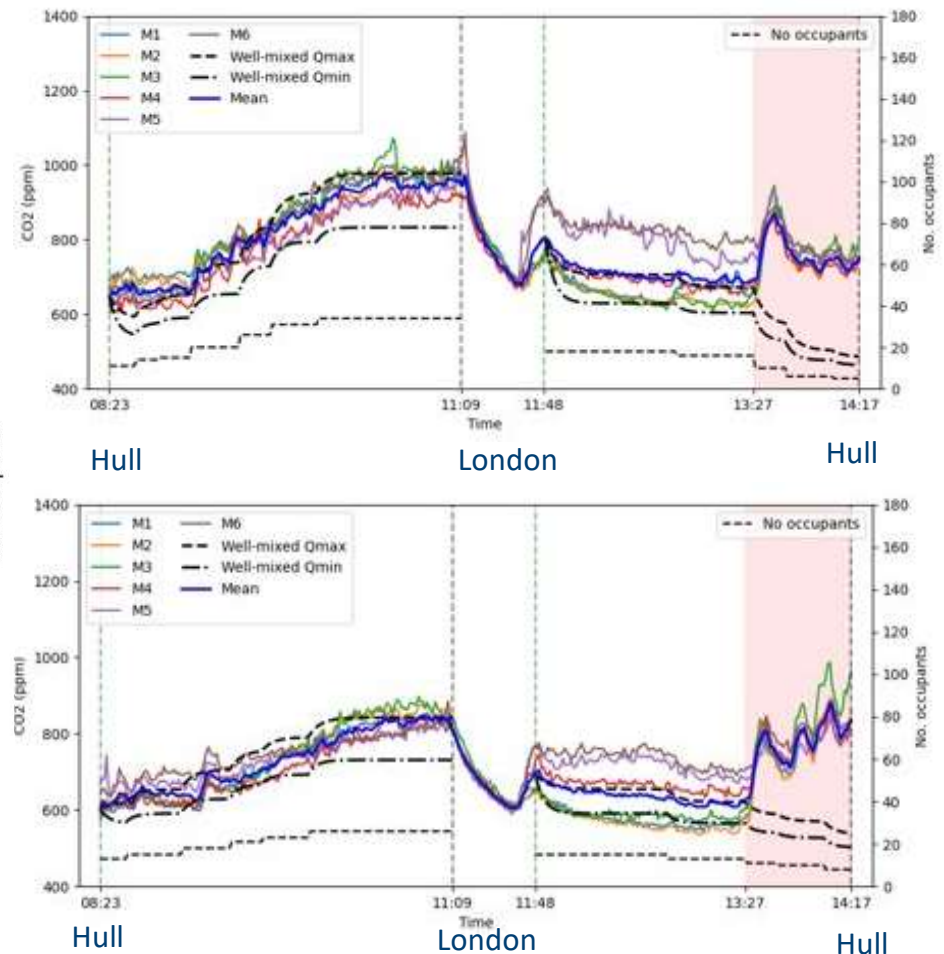 1400
1200
1000
800
600
400
CO2 (ppm)
M1
M2
M3
M4
M5
M6
Well-mixed Qmax
Well-mixed Qmin
Mean
No occupants
180
160
140
120
100
80
60
40
20
0
No. occupants
08:23
11:09
11:48
13:27
14:17
Time
Hull
London
Hull
1400
1200
1000
800
600
400
CO2 (ppm)
M1
M2
M3
M4
M5
M6
Well-mixed Qmax
Well-mixed Qmin
Mean
No occupants
180
160
140
120
100
80
60
40
20
0
No. occupants
08:23
11:09
11:48
13:27
14:17
Time
Hull
London
Hull